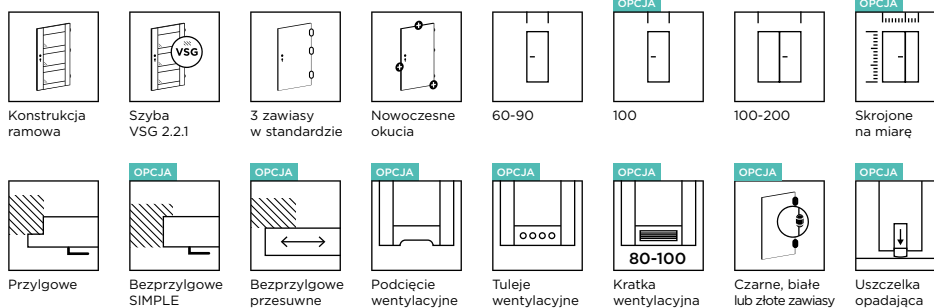 OPCJA
OPCJA
VSG
Konstrukcja
ramowa
Szyba
VSG 2.2.1
3 zawiasy
w standardzie
Nowoczesne
okucia
60-90
100
100-200
Skrojone
na miarę
OPCJA
OPCJA
OPCJA
OPCJA
OPCJA
OPCJA
OPCJA
80-100
Przylgowe
Bezprzylgowe
SIMPLE
Bezprzylgowe
przesuwne
Podcięcie
wentylacyjne
Tuleje
wentylacyjne
Kratka
wentylacyjna
Czarne, białe
lub złote zawiasy
Uszczelka
opadająca